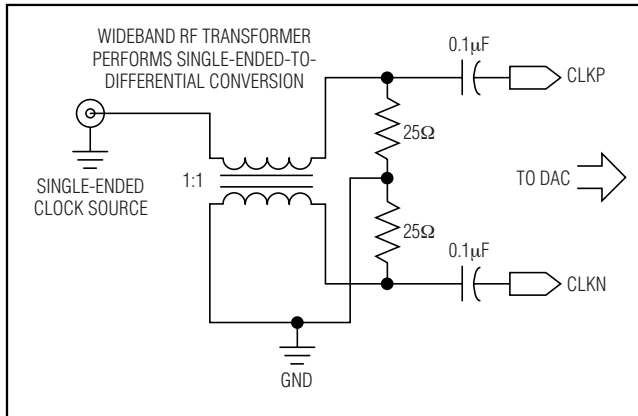 WIDEBAND RF TRANSFORMER
PERFORMS SINGLE-ENDED-TO-
DIFFERENTIAL CONVERSION
0.1μF
CLKP
25Ω
1:1
SINGLE-ENDED
CLOCK SOURCE
TO DAC
25Ω
0.1μF
CLKN
GND